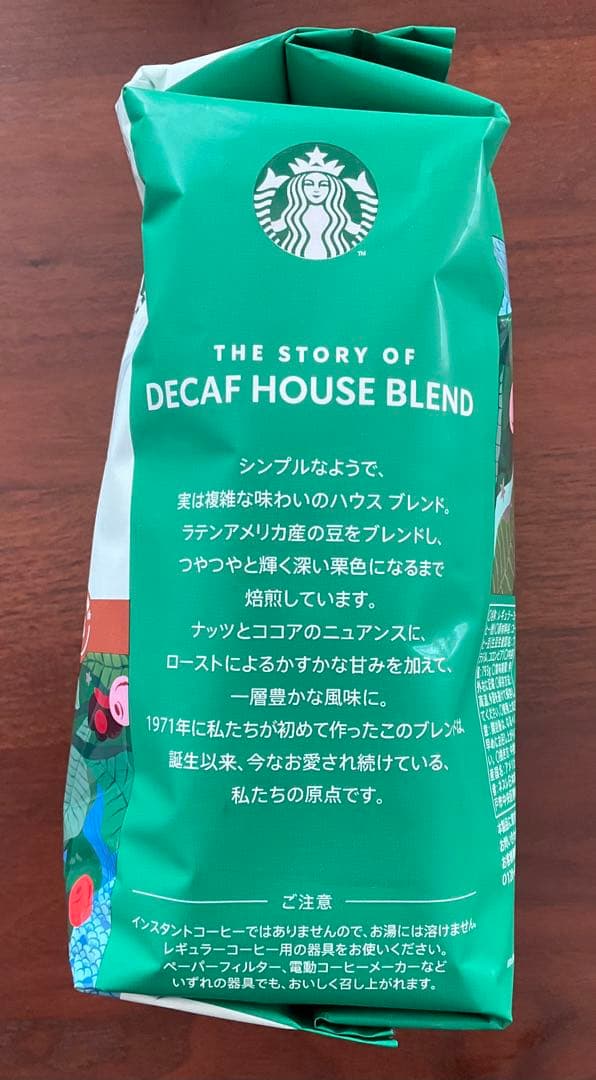 THE STORY OF
DECAF HOUSE BLEND
シンプルなようで、
実は複雑な味わいのハウス ブレンド。
ラテンアメリカ産の豆をブレンドし、
つやつやと輝く深い栗色になるまで
焙煎しています。
ナッツとココアのニュアンスに、
ローストによるかすかな甘みを加えて、
一層豊かな風味に。
1971年に私たちが初めて作ったこのブレンドは、
誕生以来、今なお愛され続けている、
私たちの原点です。
ご注意
インスタントコーヒーではありませんので、お湯には溶けません。
レギュラーコーヒー用の器具をお使いください。
ペーパーフィルター、電動コーヒーメーカーなど
いずれの器具でも、おいしく召し上がれます。
TM